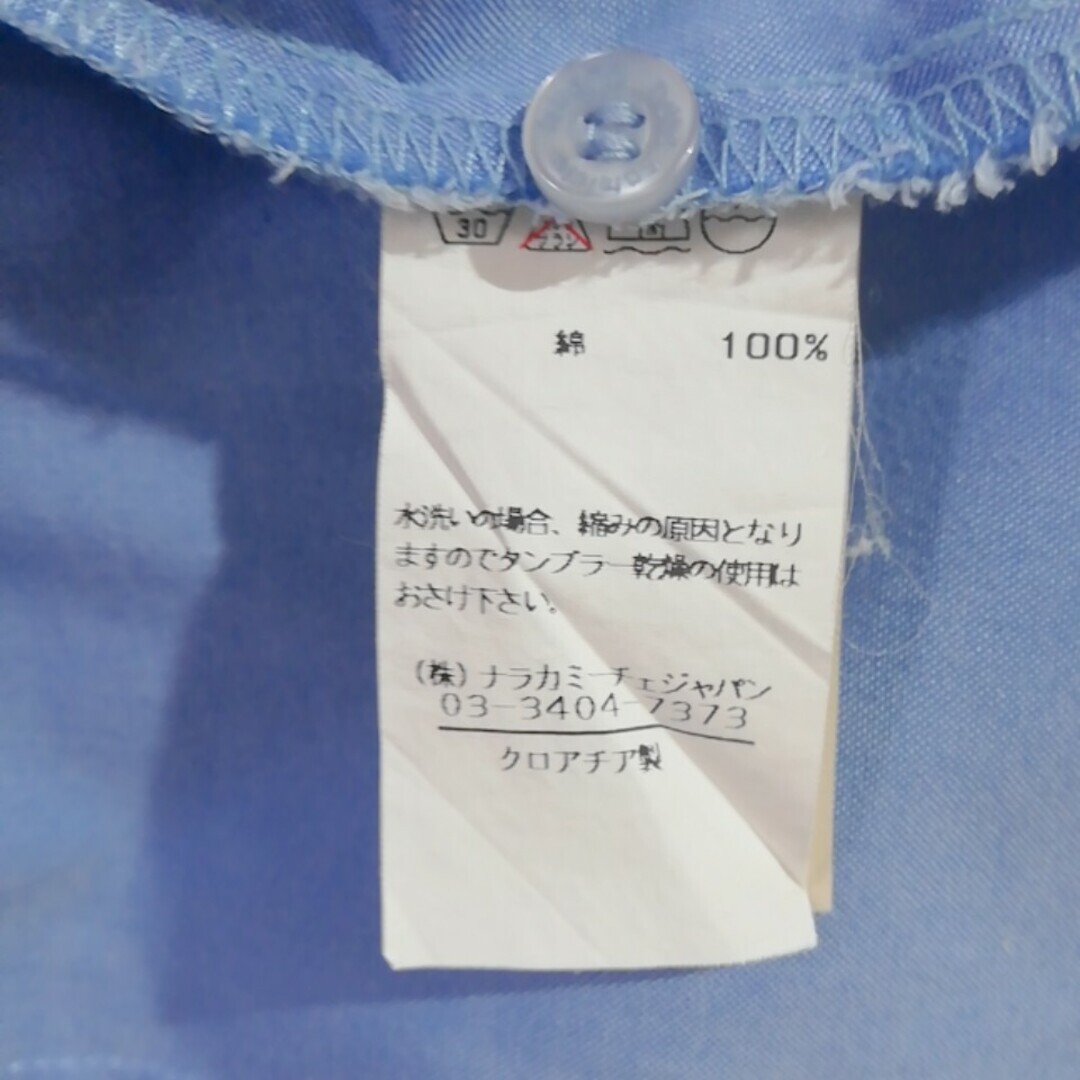 30
綿 100%
水洗いの場合、縮みの原因となり
ますのでタンブラー乾燥の使用は
おさけ下さい。
(株)ナラカミーチェジャパン
03-3404-7373
クロアチア製